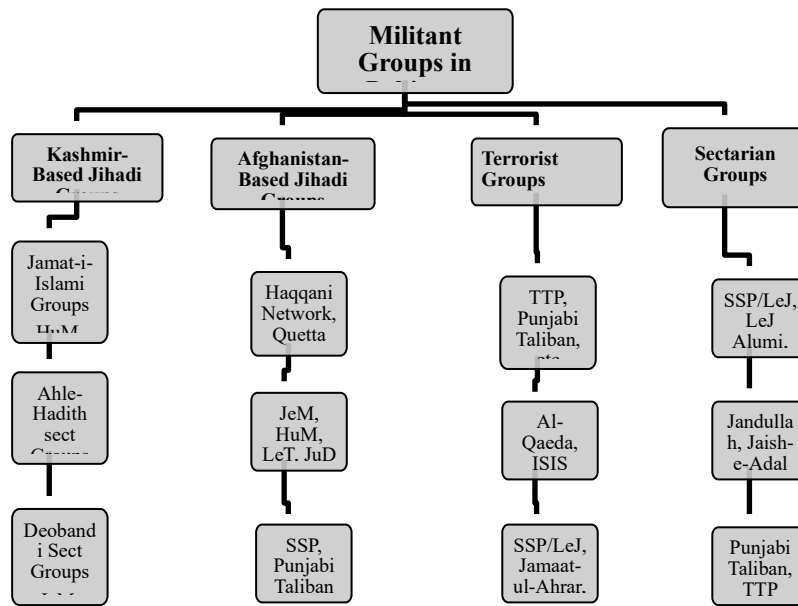 Militant
Groups in
Kashmir-
Based Jihadi
Afghanistan-
Based Jihadi
Terrorist
Groups
Sectarian
Groups
Jamat-i-
Islami
Groups
HuM
Haqqani
Network,
Quetta
TTP,
Punjabi
Taliban,
SSP/LeJ,
LeJ
Alumi,
Ahle-
Hadith
sect
JeM,
HuM,
LeT, JuD
Al-
Qaeda,
ISIS
Jandulla
h, Jaish-
e-Adal
Deoband
i Sect
Groups
SSP,
Punjabi
Taliban
SSP/LeJ,
Jamaat-
ul-Ahrar,
Punjabi
Taliban,
TTP